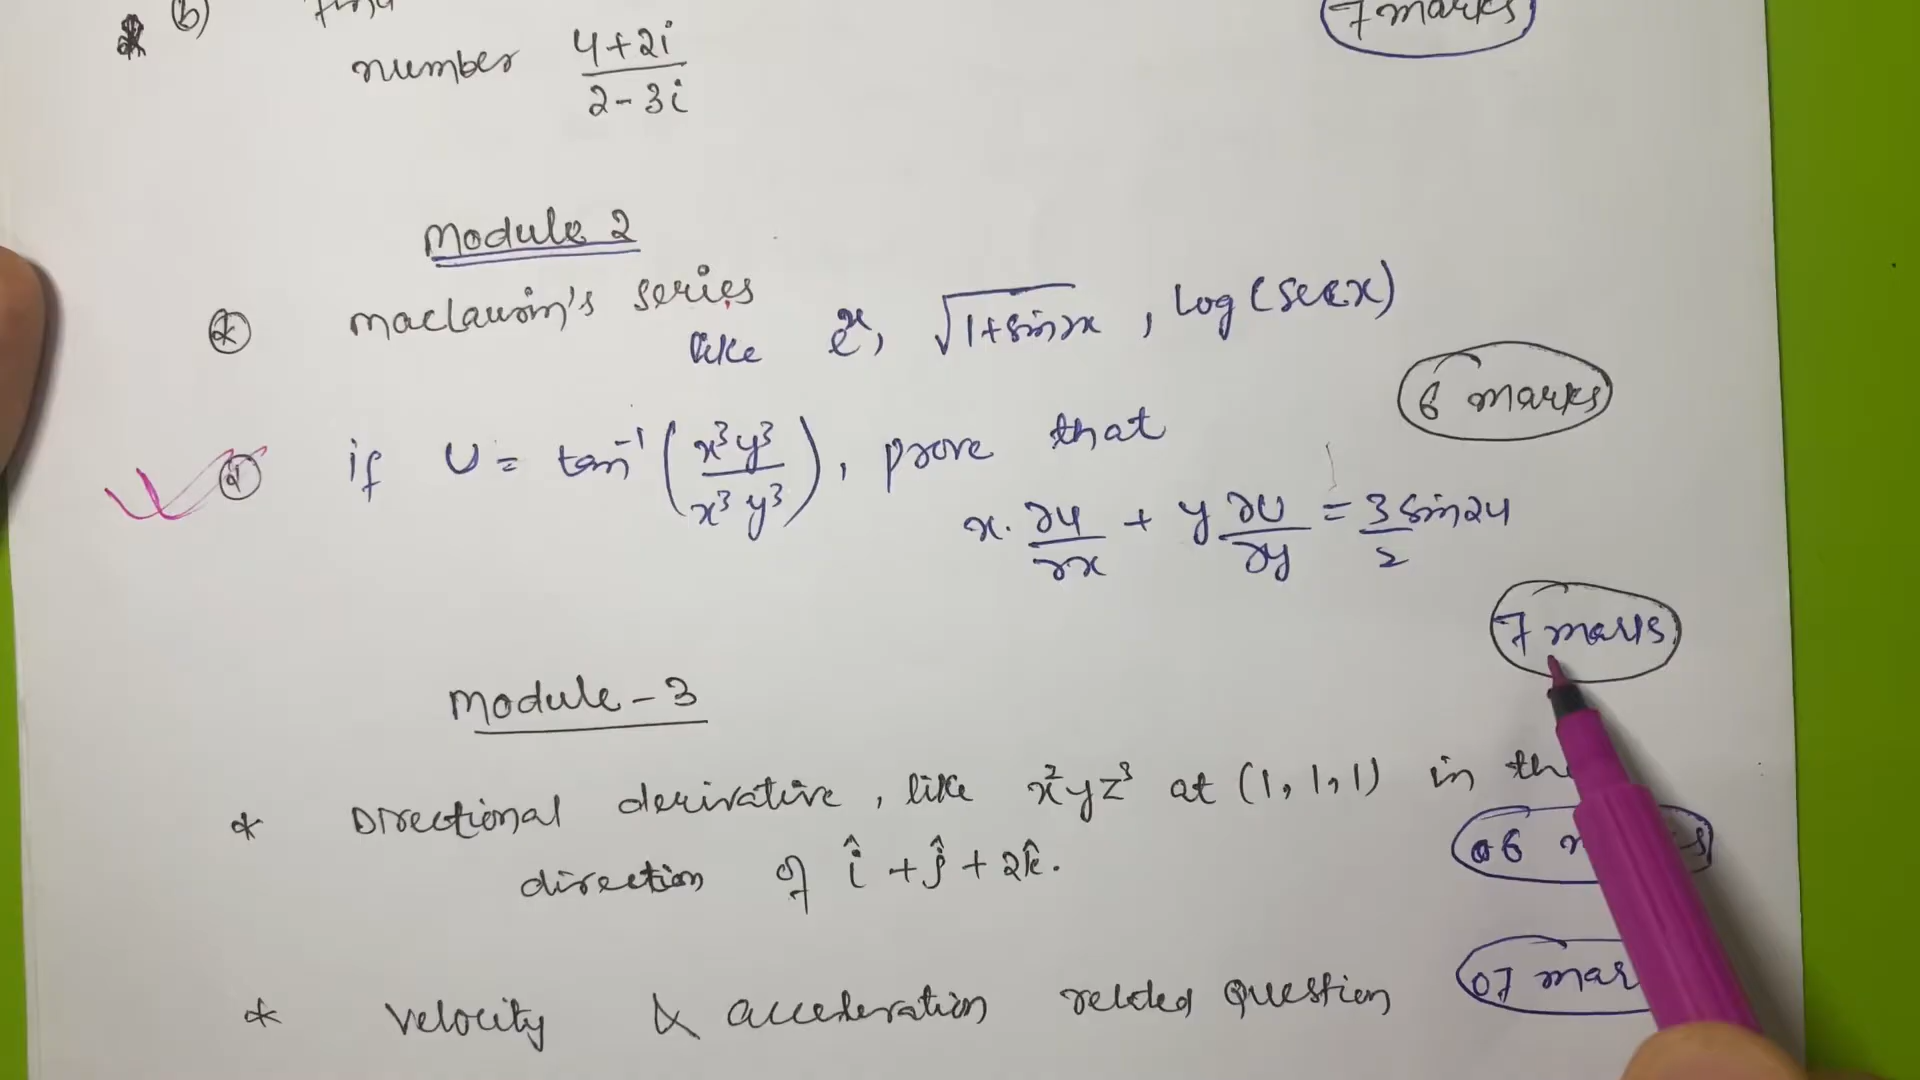 (b) Find 7 marks
number 4+2i / 2-3i
Module 2
* maclaurin's series
like e^x, √1+sin2x, Log(secx)
6 marks
* if U = tan⁻¹(x³y³ / x³y³), prove that
x. ∂u/∂x + y ∂U/∂y = 3/2 sin2u
7 marks
Module-3
* Directional derivative, like x²yz³ at (1,1,1) in the
direction of î + ĵ + 2k̂. 06
* velocity & acceleration related question 07 mar